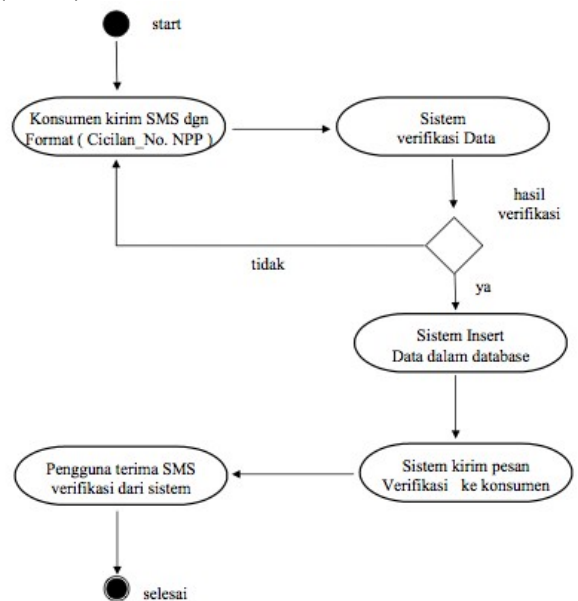 start
Konsumen kirim SMS dgn
Format ( Cicilan_No. NPP )
Sistem
verifikasi Data
hasil
verifikasi
tidak
ya
Sistem Insert
Data dalam database
Sistem kirim pesan
Verifikasi ke konsumen
Pengguna terima SMS
verifikasi dari sistem
selesai